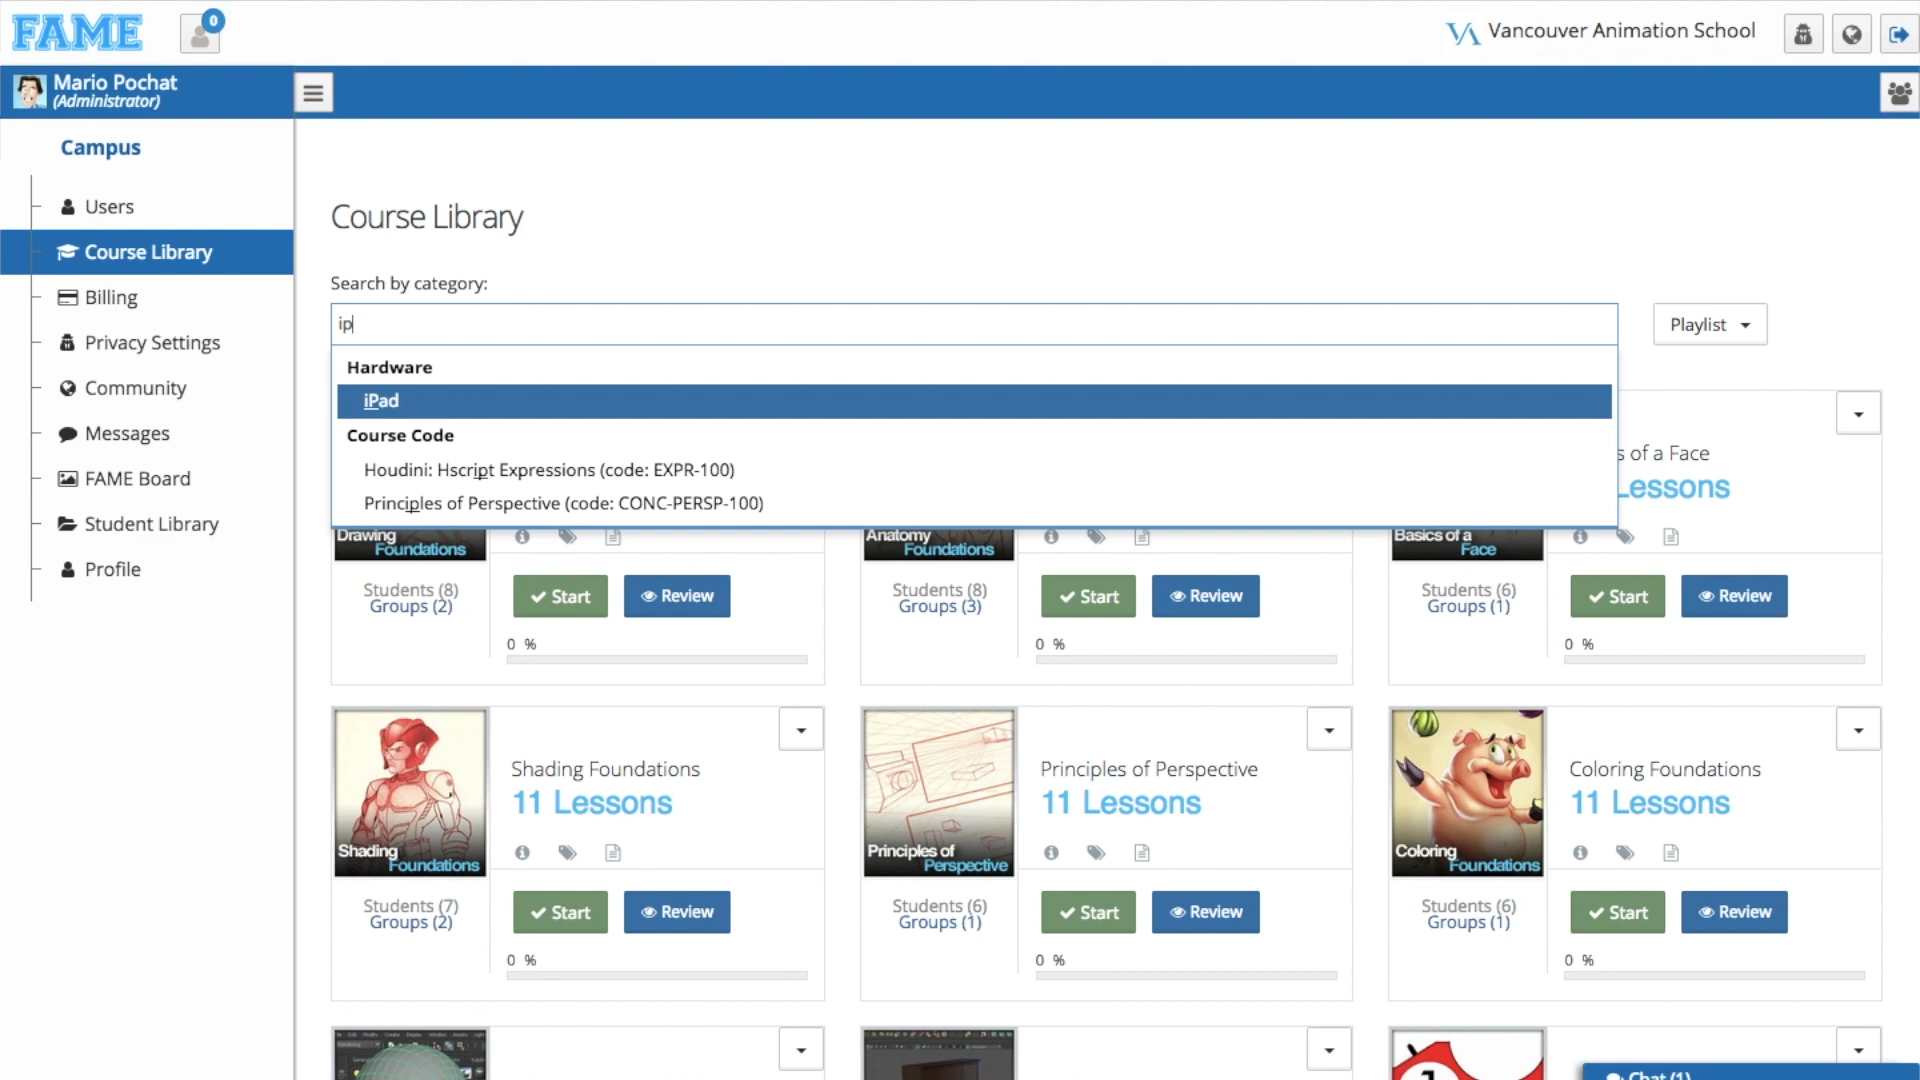 FAME
0
Vancouver Animation School
Mario Pochat
(Administrator)
Campus
Users
Course Library
Billing
Privacy Settings
Community
Messages
FAME Board
Student Library
Profile
Course Library
Search by category:
ip
Playlist
Hardware
iPad
Course Code
Houdini: Hscript Expressions (code: EXPR-100)
Principles of Perspective (code: CONC-PERSP-100)
s of a Face
Lessons
Drawing
Foundations
Anatomy
Foundations
Basics of a
Face
Students (8)
Groups (2)
Start
Review
0 %
Students (8)
Groups (3)
Start
Review
0 %
Students (6)
Groups (1)
Start
Review
0 %
Shading
Foundations
Shading Foundations
11 Lessons
Students (7)
Groups (2)
Start
Review
0 %
Principles of
Perspective
Principles of Perspective
11 Lessons
Students (6)
Groups (1)
Start
Review
0 %
Coloring
Foundations
Coloring Foundations
11 Lessons
Students (6)
Groups (1)
Start
Review
0 %
Chat (1)